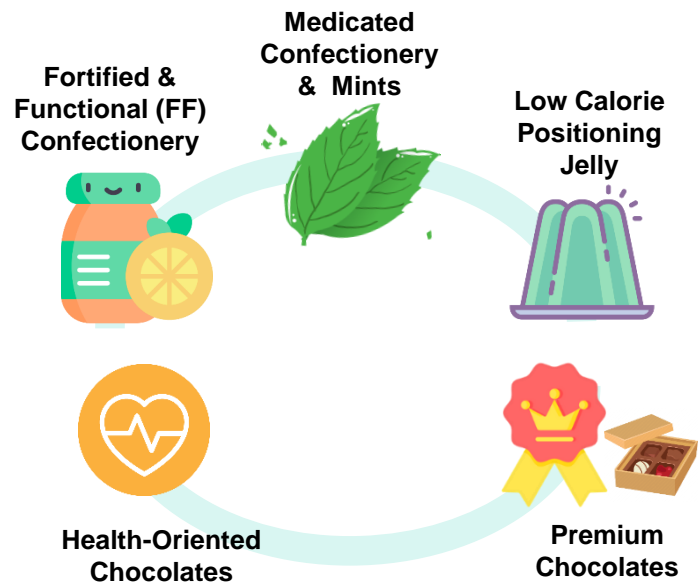 Medicated
Confectionery
& Mints
Fortified &
Functional (FF)
Confectionery
Low Calorie
Positioning
Jelly
Health-Oriented
Chocolates
Premium
Chocolates